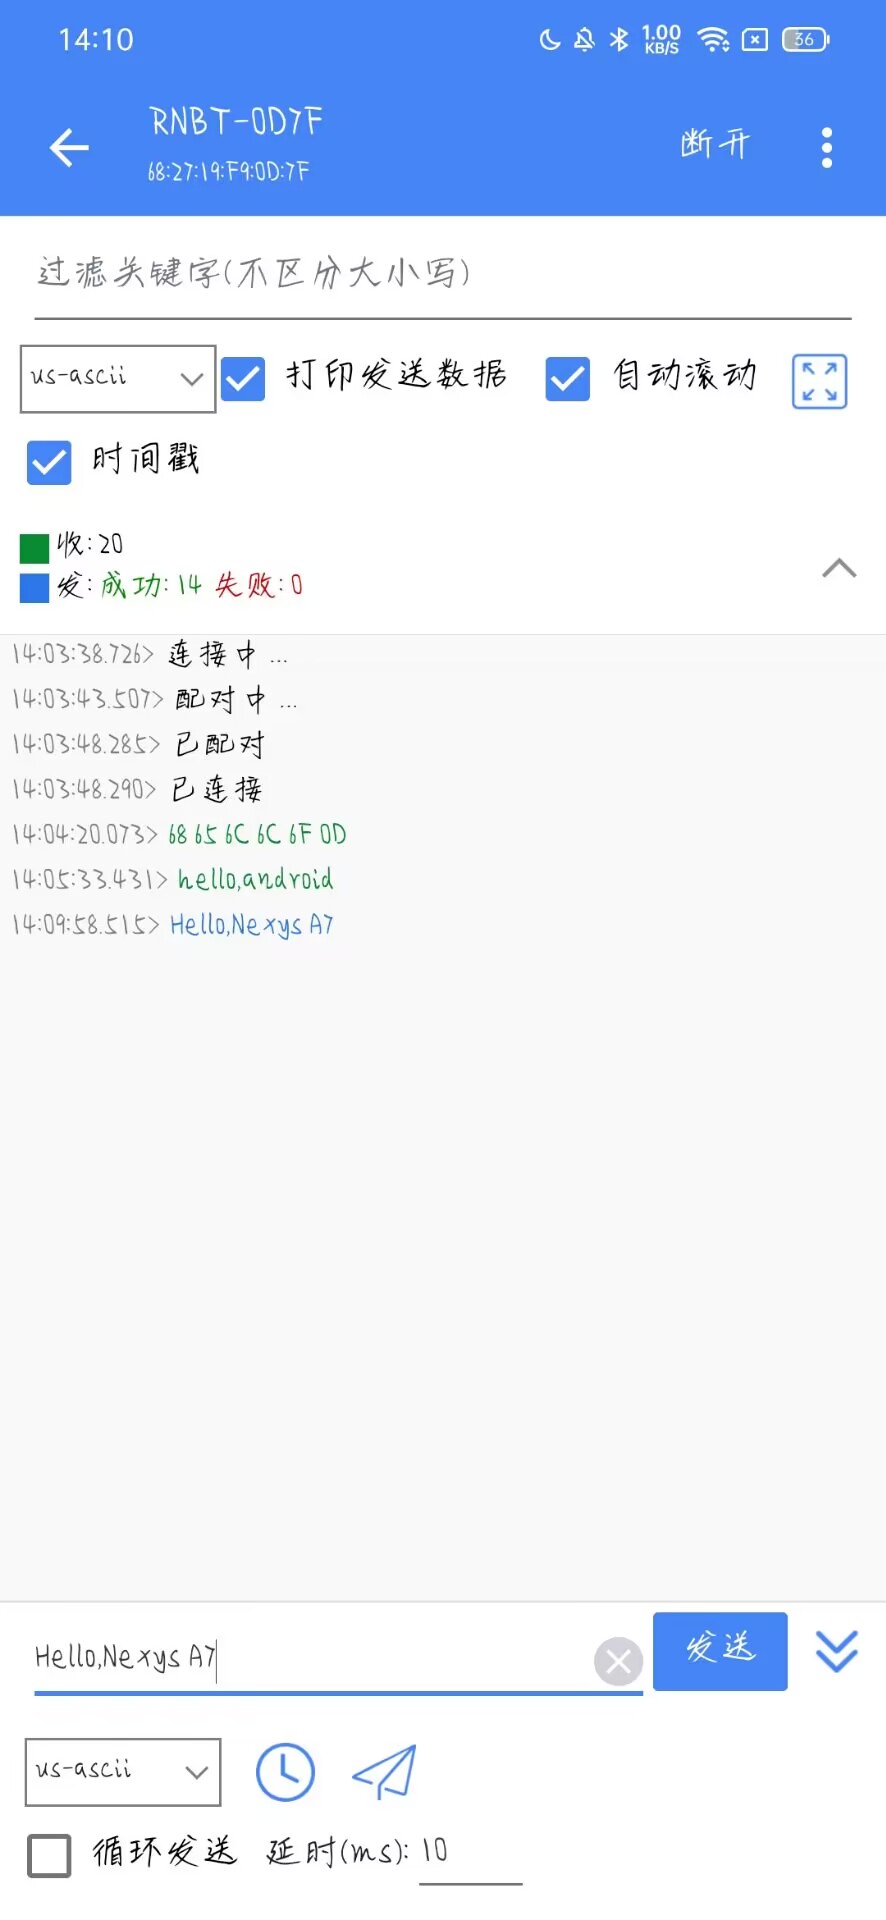 14:10 1.00 KB/S 36
RNBT-0D7F
68:27:19:F9:0D:7F
断开
过滤关键字(不区分大小写)
us-ascii 打印发送数据 自动滚动
时间戳
收:20
发:成功:14 失败:0
14:03:38.726> 连接中 ...
14:03:43.507> 配对中 ...
14:03:48.285> 已配对
14:03:48.290> 已连接
14:04:20.073> 68 65 6C 6C 6F 0D
14:05:33.431> hello,android
14:09:58.515> Hello,Nexys A7
Hello,Nexys A7 发送
us-ascii
循环发送 延时(ms): 10